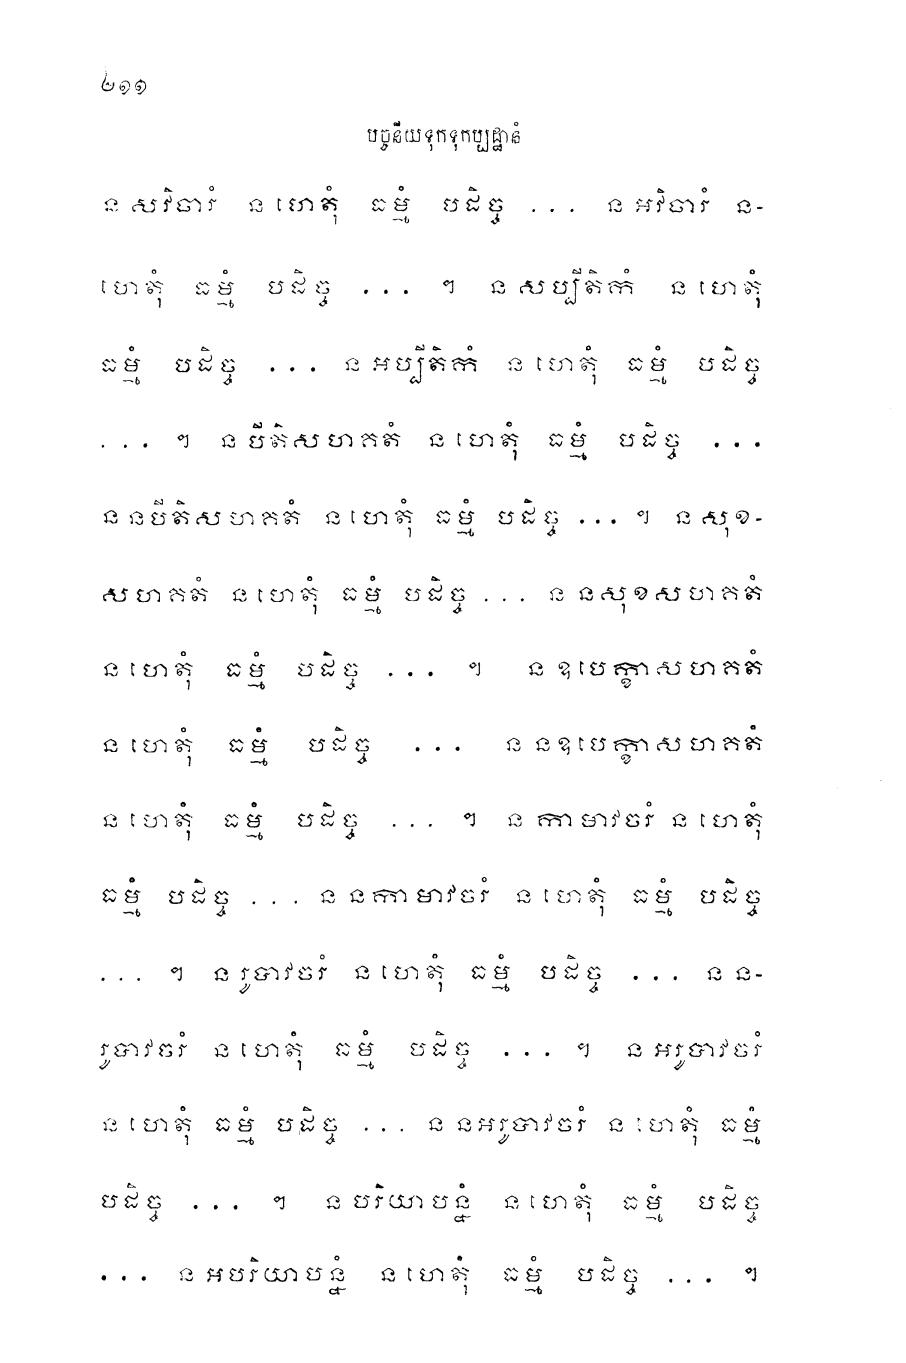 ២១១
បច្ចនីយទុកទុកប្បដ្ឋានំ
ន សវិចារំ ន ហេតុំ ធម្មំ បដិច្ច ... ន អវិចារំ ន-
ហេតុំ ធម្មំ បដិច្ច ... ។ ន សប្បីតិកំ ន ហេតុំ
ធម្មំ បដិច្ច ... ន អប្បីតិកំ ន ហេតុំ ធម្មំ បដិច្ច
... ។ ន បីតិសហគតំ ន ហេតុំ ធម្មំ បដិច្ច ...
ន នបីតិសហគតំ ន ហេតុំ ធម្មំ បដិច្ច ... ។ ន សុខ-
សហគតំ ន ហេតុំ ធម្មំ បដិច្ច ... ន នសុខសហគតំ
ន ហេតុំ ធម្មំ បដិច្ច ... ។ ន ឧបេក្ខាសហគតំ
ន ហេតុំ ធម្មំ បដិច្ច ... ន នឧបេក្ខាសហគតំ
ន ហេតុំ ធម្មំ បដិច្ច ... ។ ន កាមាវចរំ ន ហេតុំ
ធម្មំ បដិច្ច ... ន នកាមាវចរំ ន ហេតុំ ធម្មំ បដិច្ច
... ។ ន រូបាវចរំ ន ហេតុំ ធម្មំ បដិច្ច ... ន ន-
រូបាវចរំ ន ហេតុំ ធម្មំ បដិច្ច ... ។ ន អរូបាវចរំ
ន ហេតុំ ធម្មំ បដិច្ច ... ន នអរូបាវចរំ ន ហេតុំ ធម្មំ
បដិច្ច ... ។ ន បរិយាបន្នំ ន ហេតុំ ធម្មំ បដិច្ច
... ន អបរិយាបន្នំ ន ហេតុំ ធម្មំ បដិច្ច ... ។